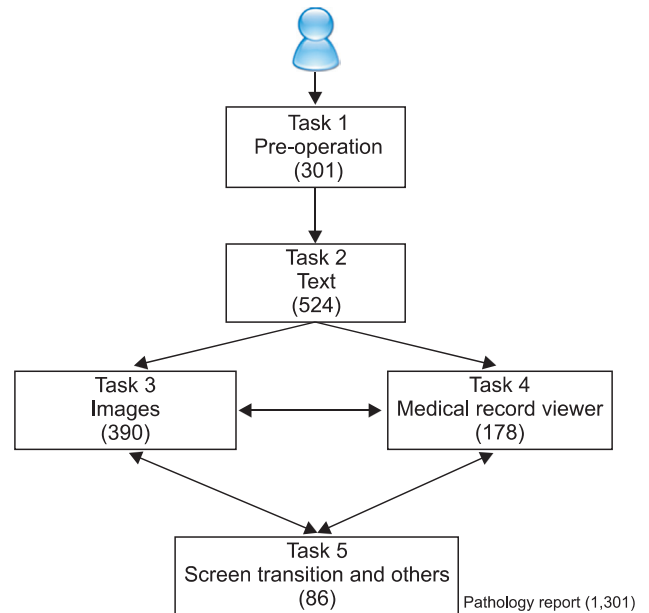 Task 1
Pre-operation
(301)
Task 2
Text
(524)
Task 3
Images
(390)
Task 4
Medical record viewer
(178)
Task 5
Screen transition and others
(86)
Pathology report (1,301)